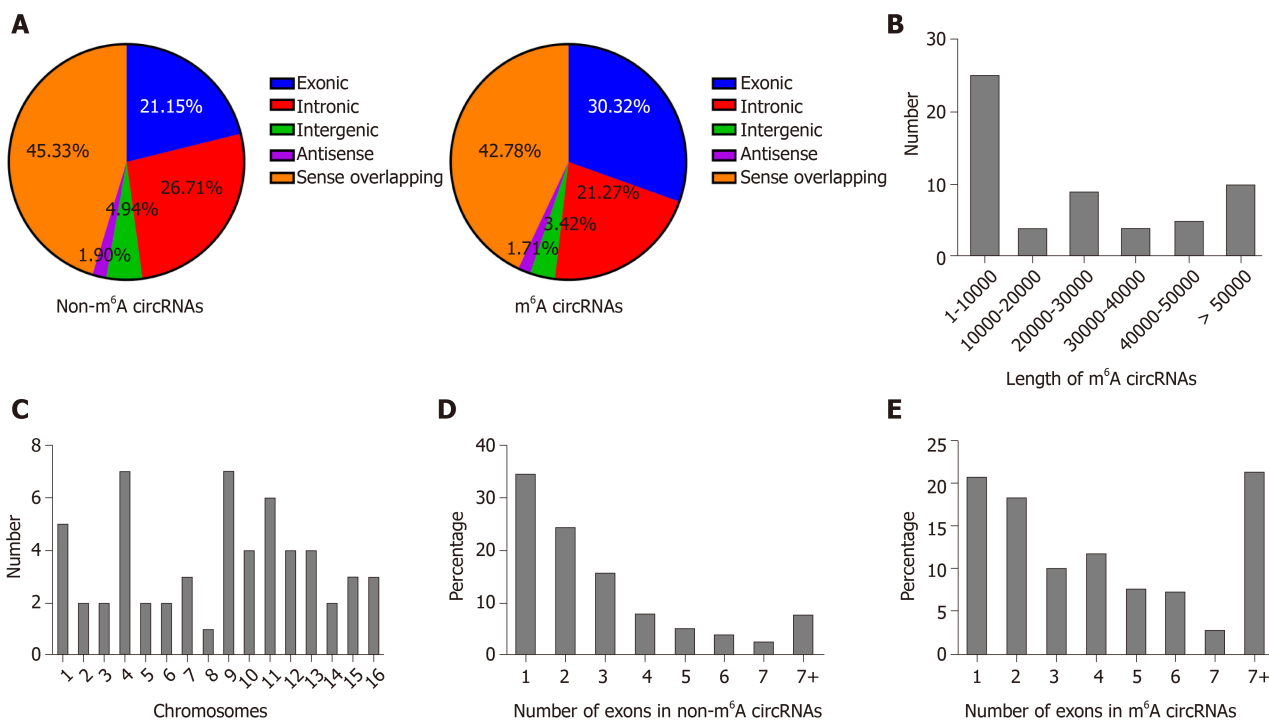 A
21.15%
26.71%
4.94%
1.90%
45.33%
Exonic
Intronic
Intergenic
Antisense
Sense overlapping
Non-m⁶A circRNAs
30.32%
21.27%
3.42%
1.71%
42.78%
Exonic
Intronic
Intergenic
Antisense
Sense overlapping
m⁶A circRNAs
B
Number
30
20
10
0
1-10000
10000-20000
20000-30000
30000-40000
40000-50000
> 50000
Length of m⁶A circRNAs
C
Number
8
6
4
2
0
1 2 3 4 5 6 7 8 9 10 11 12 13 14 15 16
Chromosomes
D
Percentage
40
30
20
10
0
1 2 3 4 5 6 7 7+
Number of exons in non-m⁶A circRNAs
E
Percentage
25
20
15
10
5
0
1 2 3 4 5 6 7 7+
Number of exons in m⁶A circRNAs